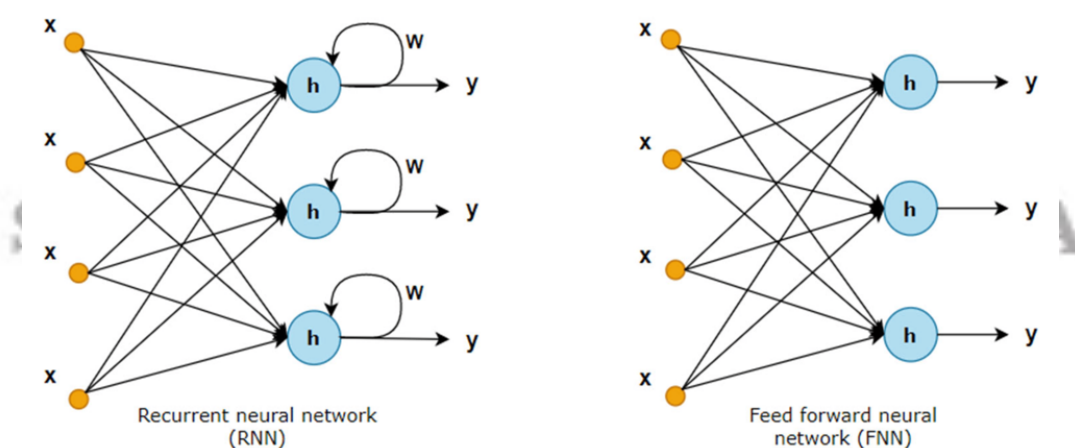 x
w
h
y
x
w
h
y
x
w
h
y
x
Recurrent neural network
(RNN)
x
h
y
x
h
y
x
h
y
x
Feed forward neural
network (FNN)